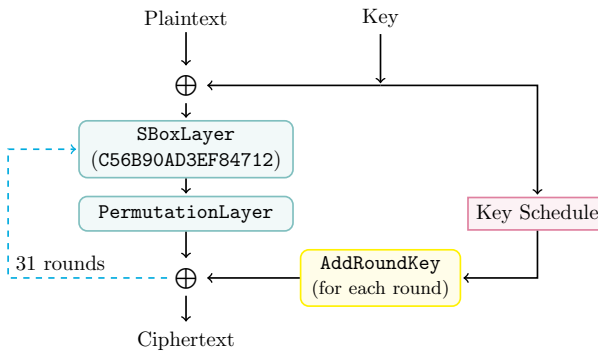 Plaintext
Key
SBoxLayer
(C56B90AD3EF84712)
PermutationLayer
Key Schedule
31 rounds
AddRoundKey
(for each round)
Ciphertext